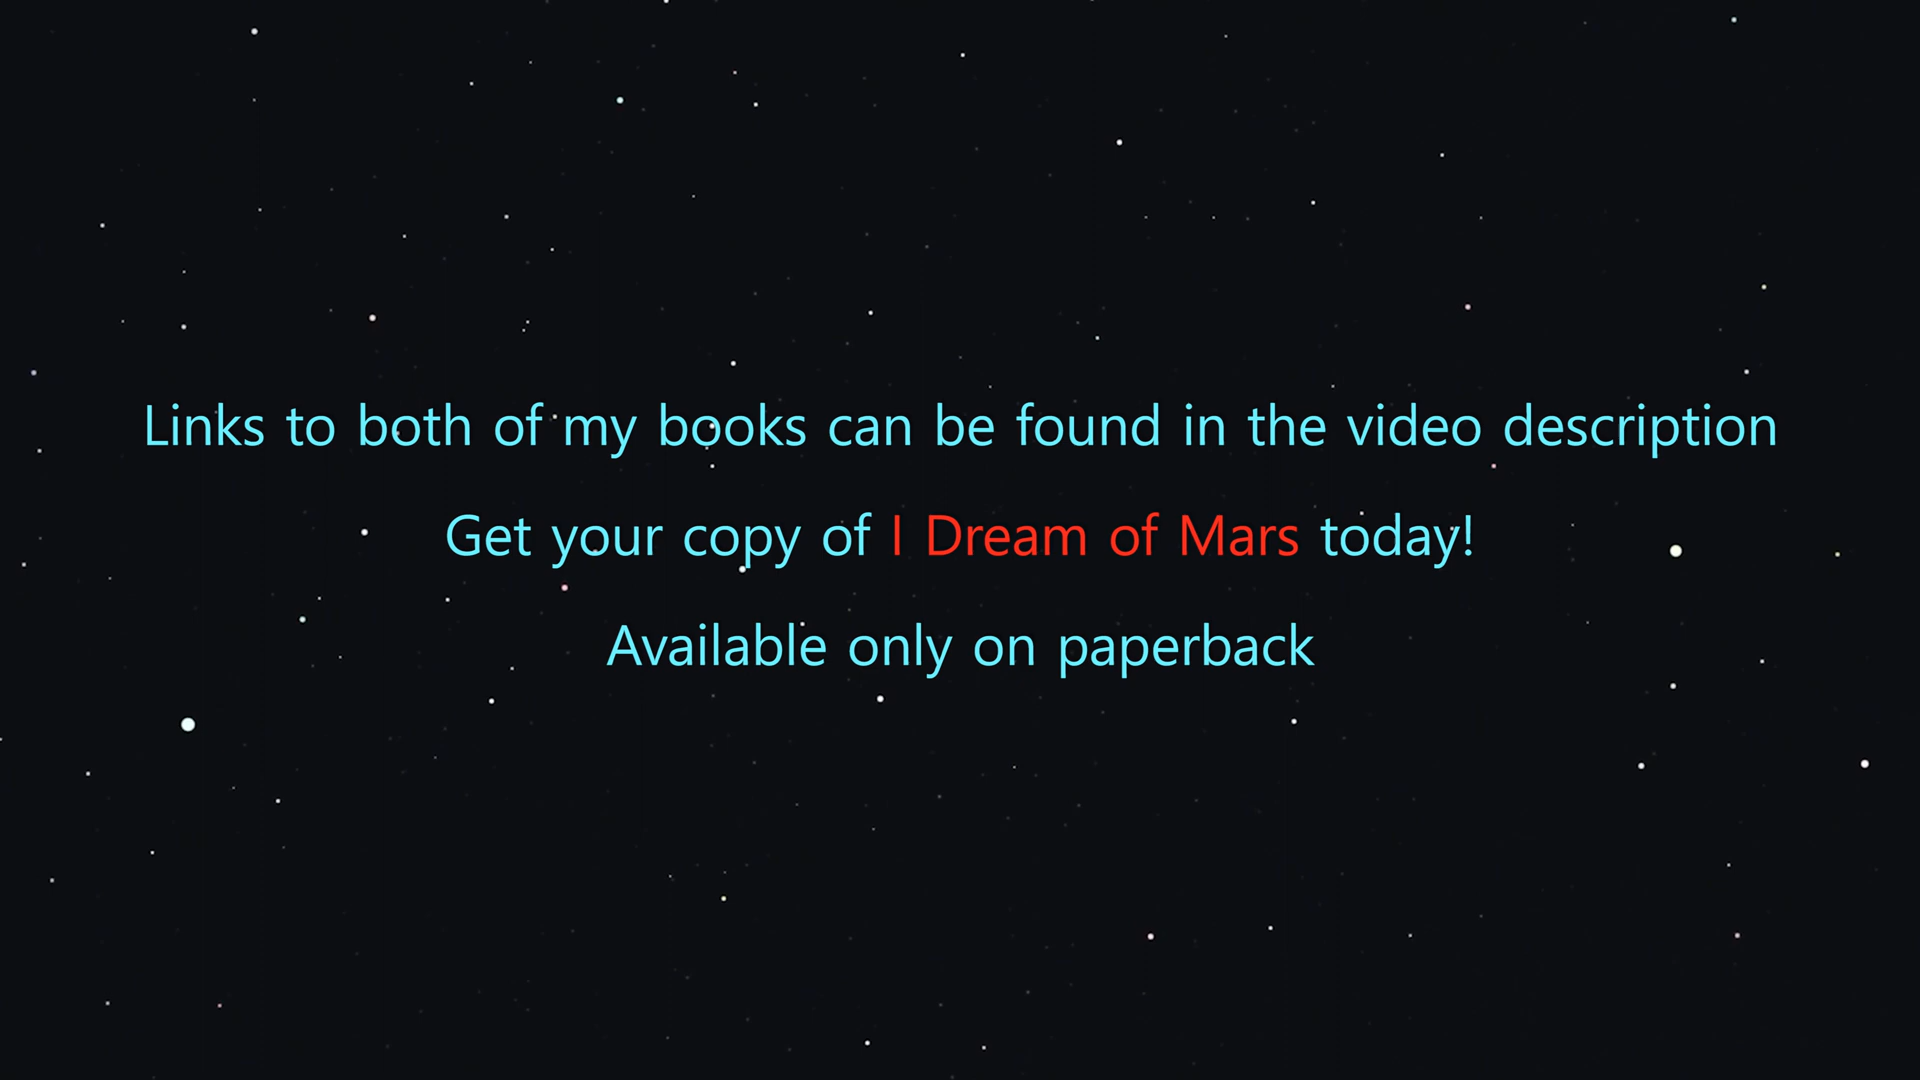 Links to both of my books can be found in the video description
Get your copy of I Dream of Mars today!
Available only on paperback